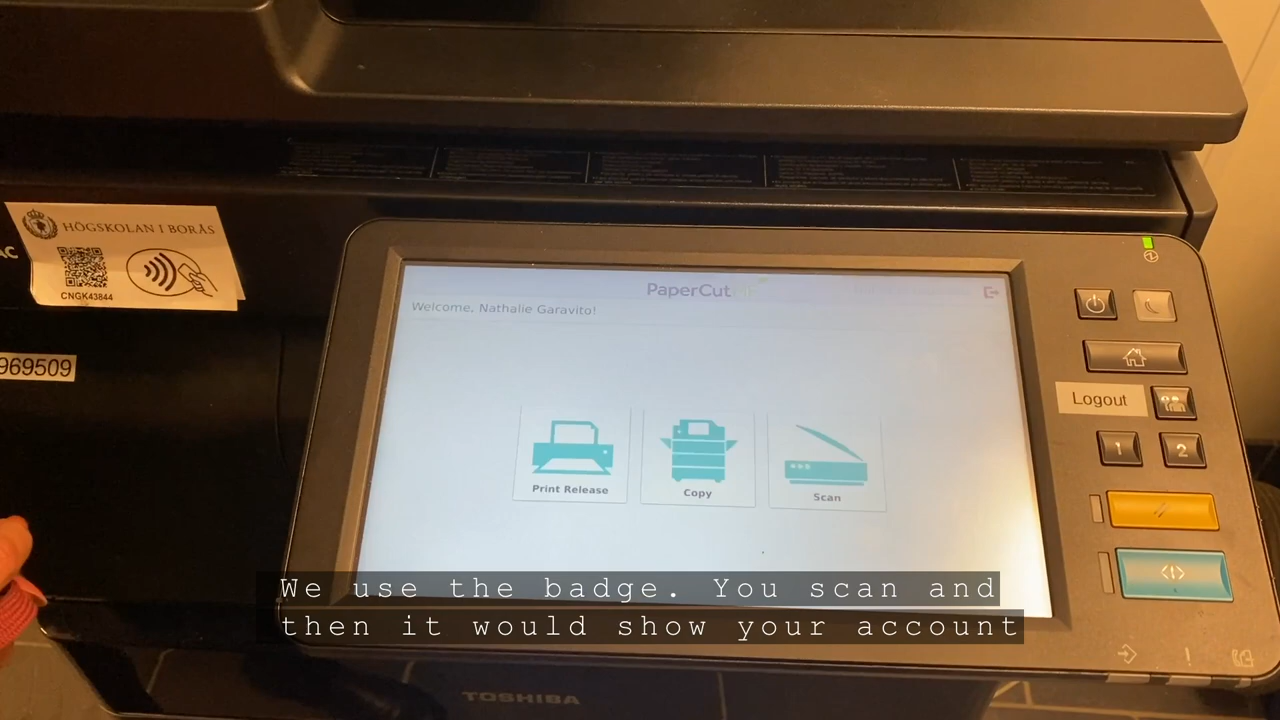 HÖGSKOLAN I BORÅS
CNGK43844
AC
969509
PaperCut
Welcome, Nathalie Garavito!
Print Release
Copy
Scan
Logout
1
2
We use the badge. You scan and
then it would show your account
TOSHIBA